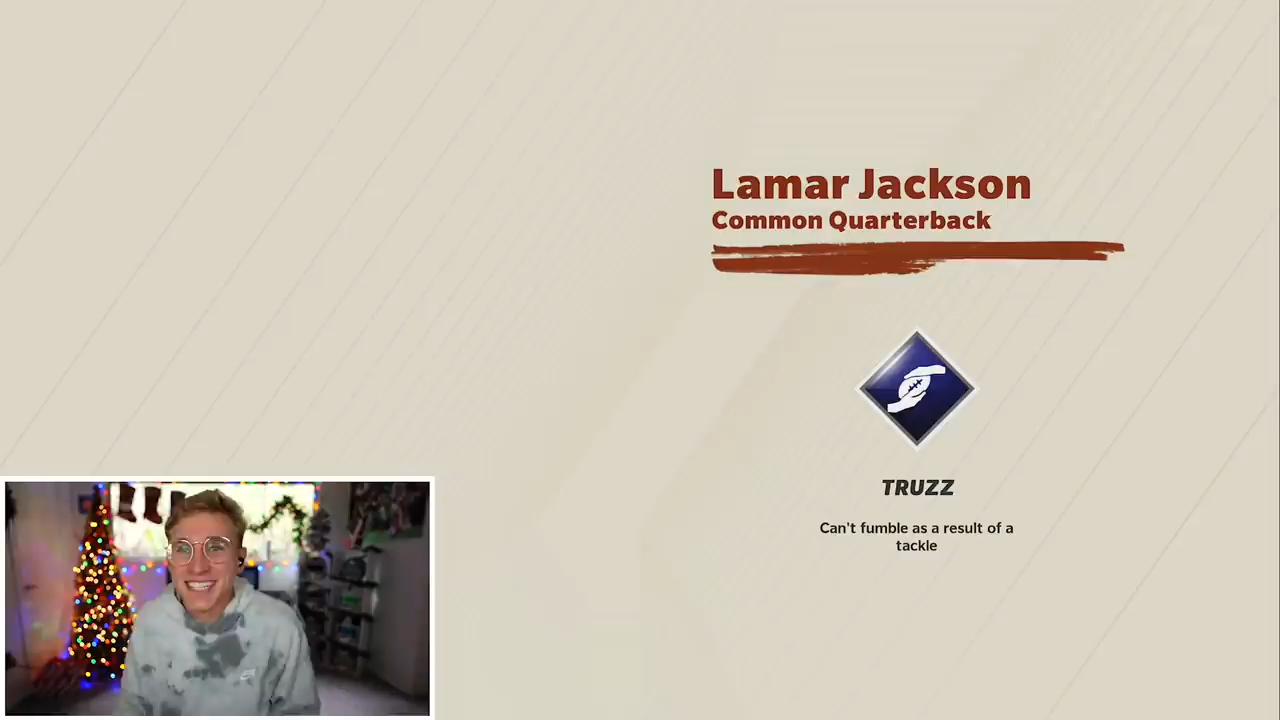 Lamar Jackson
Common Quarterback
TRUZZ
Can't fumble as a result of a
tackle